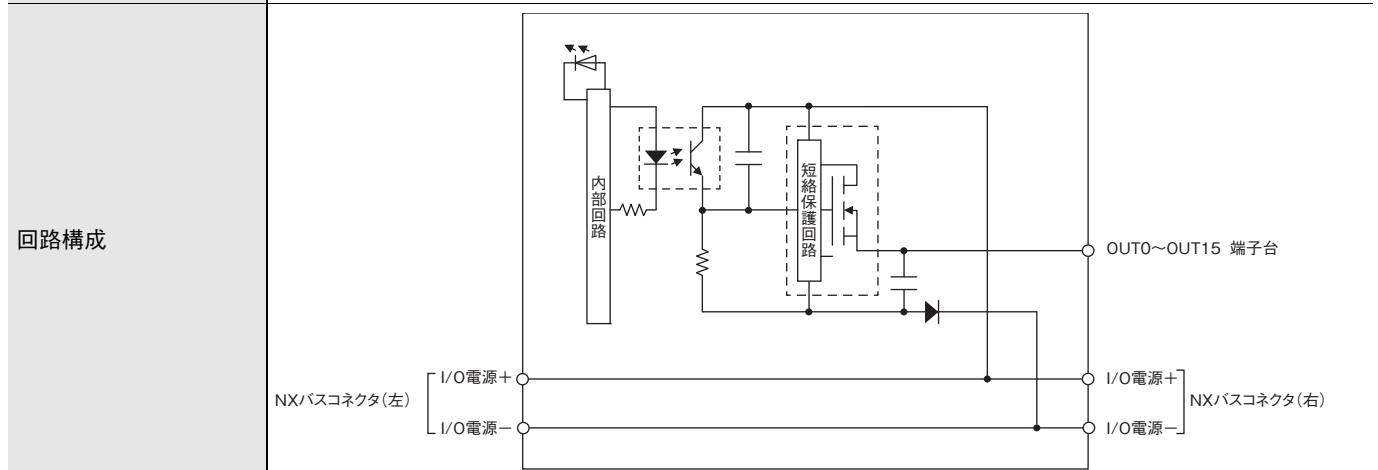 回路構成
内部回路
短絡保護回路
OUT0～OUT15 端子台
NXバスコネクタ(左)
I/O電源＋
I/O電源－
I/O電源＋
I/O電源－
NXバスコネクタ(右)